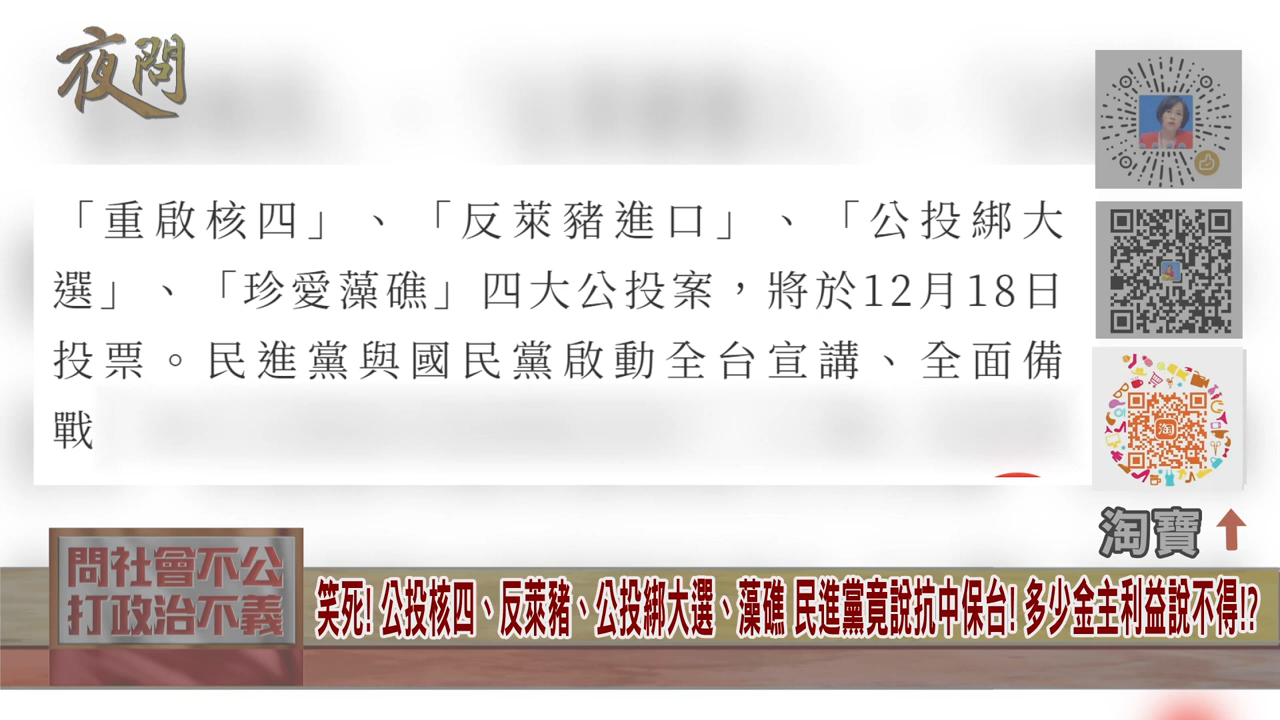 夜問
「重啟核四」、「反萊豬進口」、「公投綁大
選」、「珍愛藻礁」四大公投案，將於12月18日
投票。民進黨與國民黨啟動全台宣講、全面備
戰
淘
淘寶
問社會不公
打政治不義
笑死! 公投核四、反萊豬、公投綁大選、藻礁 民進黨竟說抗中保台! 多少金主利益說不得!?